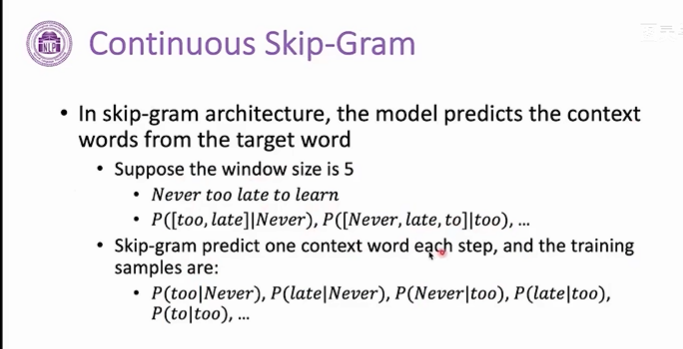 NLP
Continuous Skip-Gram
• In skip-gram architecture, the model predicts the context
words from the target word
• Suppose the window size is 5
• Never too late to learn
• P([too, late]|Never), P([Never, late, to]|too), ...
• Skip-gram predict one context word each step, and the training
samples are:
• P(too|Never), P(late|Never), P(Never|too), P(late|too),
P(to|too), ...